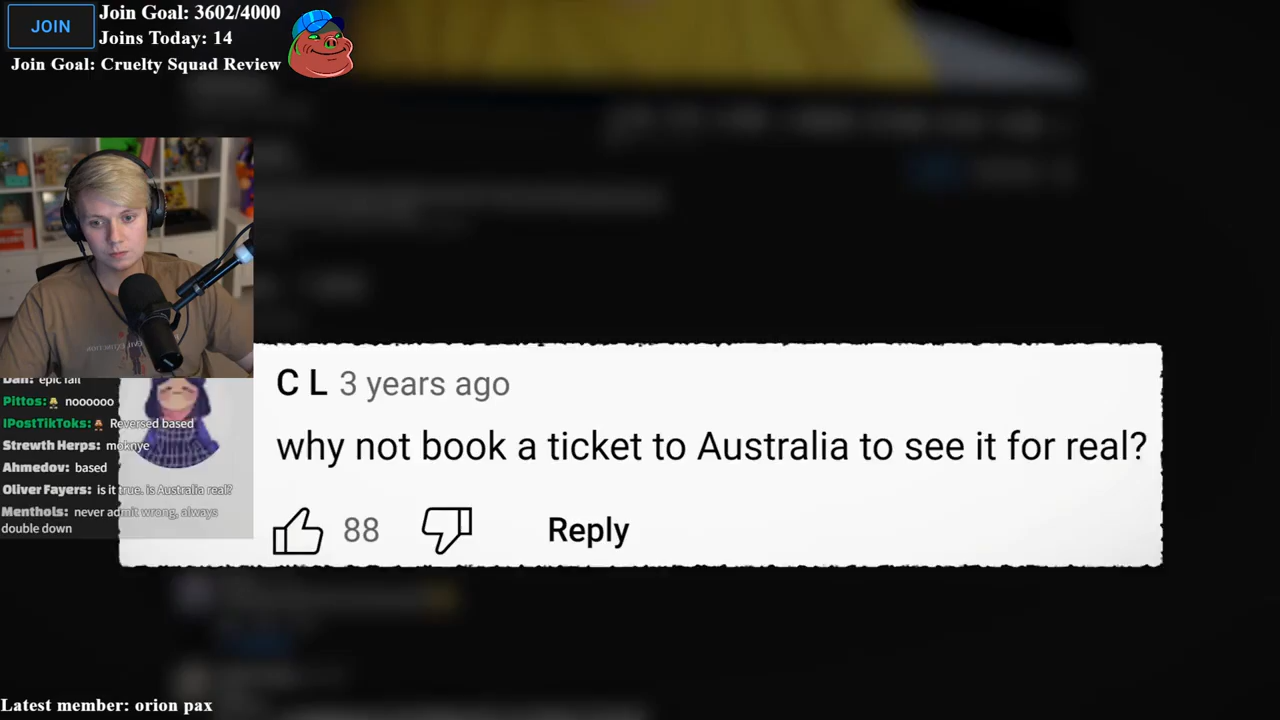 JOIN
Join Goal: 3602/4000
Joins Today: 14
Join Goal: Cruelty Squad Review
C L 3 years ago
why not book a ticket to Australia to see it for real?
88
Reply
Dan: epic fail
Pittos: noooooo
IPostTikToks: Reversed based
Strewth Herps: moknye
Ahmedov: based
Oliver Fayers: is it true. is Australia real?
Menthols: never admit wrong, always
double down
Latest member: orion pax